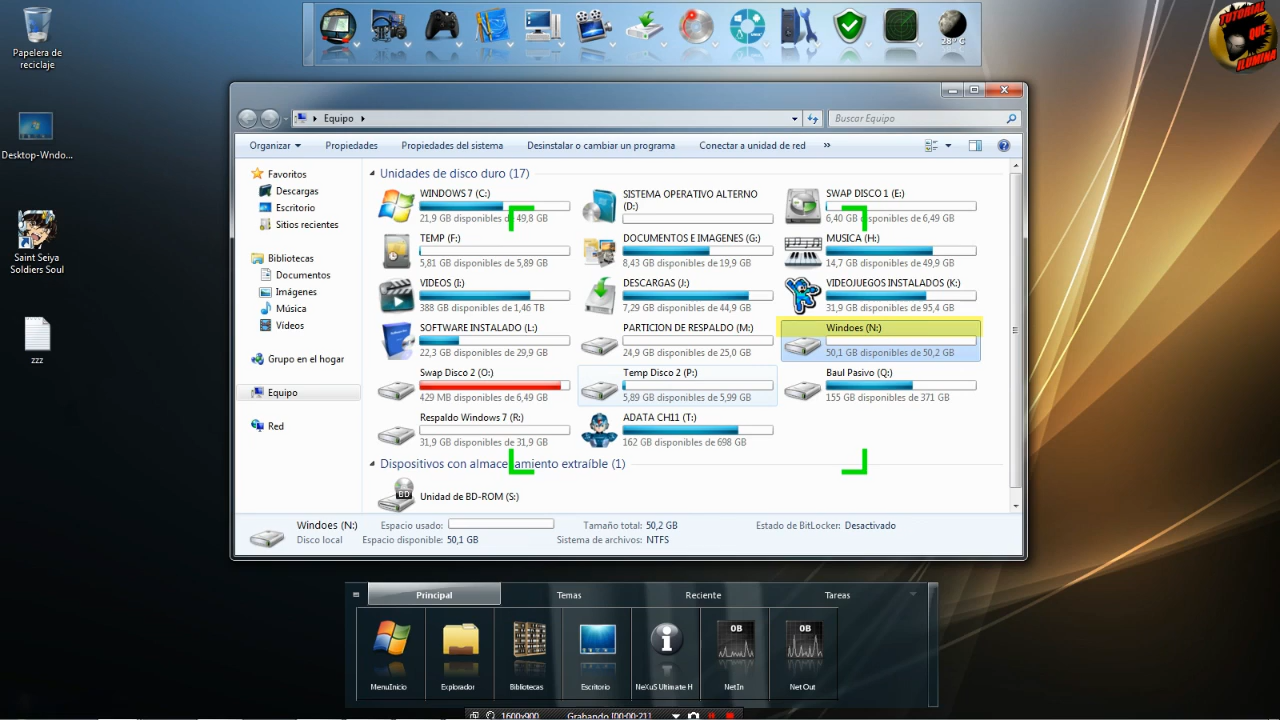 Papelera de
reciclaje
Desktop-Wndo...
Saint Seiya
Soldiers Soul
zzz
28°C
TUTORIAL
QUE
ILUMINA
Equipo
Buscar Equipo
Organizar
Propiedades
Propiedades del sistema
Desinstalar o cambiar un programa
Conectar a unidad de red
»
Favoritos
Descargas
Escritorio
Sitios recientes
Bibliotecas
Documentos
Imágenes
Música
Vídeos
Grupo en el hogar
Equipo
Red
Unidades de disco duro (17)
WINDOWS 7 (C:)
21,9 GB disponibles de 49,8 GB
SISTEMA OPERATIVO ALTERNO
(D:)
SWAP DISCO 1 (E:)
6,40 GB disponibles de 6,49 GB
TEMP (F:)
5,81 GB disponibles de 5,89 GB
DOCUMENTOS E IMAGENES (G:)
8,43 GB disponibles de 19,9 GB
MUSICA (H:)
14,7 GB disponibles de 49,9 GB
VIDEOS (I:)
388 GB disponibles de 1,46 TB
DESCARGAS (J:)
7,29 GB disponibles de 44,9 GB
VIDEOJUEGOS INSTALADOS (K:)
31,9 GB disponibles de 95,4 GB
SOFTWARE INSTALADO (L:)
22,3 GB disponibles de 29,9 GB
PARTICION DE RESPALDO (M:)
24,9 GB disponibles de 25,0 GB
Windoes (N:)
50,1 GB disponibles de 50,2 GB
Swap Disco 2 (O:)
429 MB disponibles de 6,49 GB
Temp Disco 2 (P:)
5,89 GB disponibles de 5,99 GB
Baul Pasivo (Q:)
155 GB disponibles de 371 GB
Respaldo Windows 7 (R:)
31,9 GB disponibles de 31,9 GB
ADATA CH11 (T:)
162 GB disponibles de 698 GB
Dispositivos con almacenamiento extraíble (1)
BD
Unidad de BD-ROM (S:)
Windoes (N:)
Disco local
Espacio usado:
Espacio disponible: 50,1 GB
Tamaño total: 50,2 GB
Sistema de archivos: NTFS
Estado de BitLocker: Desactivado
Principal
Temas
Reciente
Tareas
MenuInicio
Explorador
Bibliotecas
Escritorio
NeXuS Ultimate H
0B
Net In
0B
Net Out
1600x900
Grabando [00:00:21]